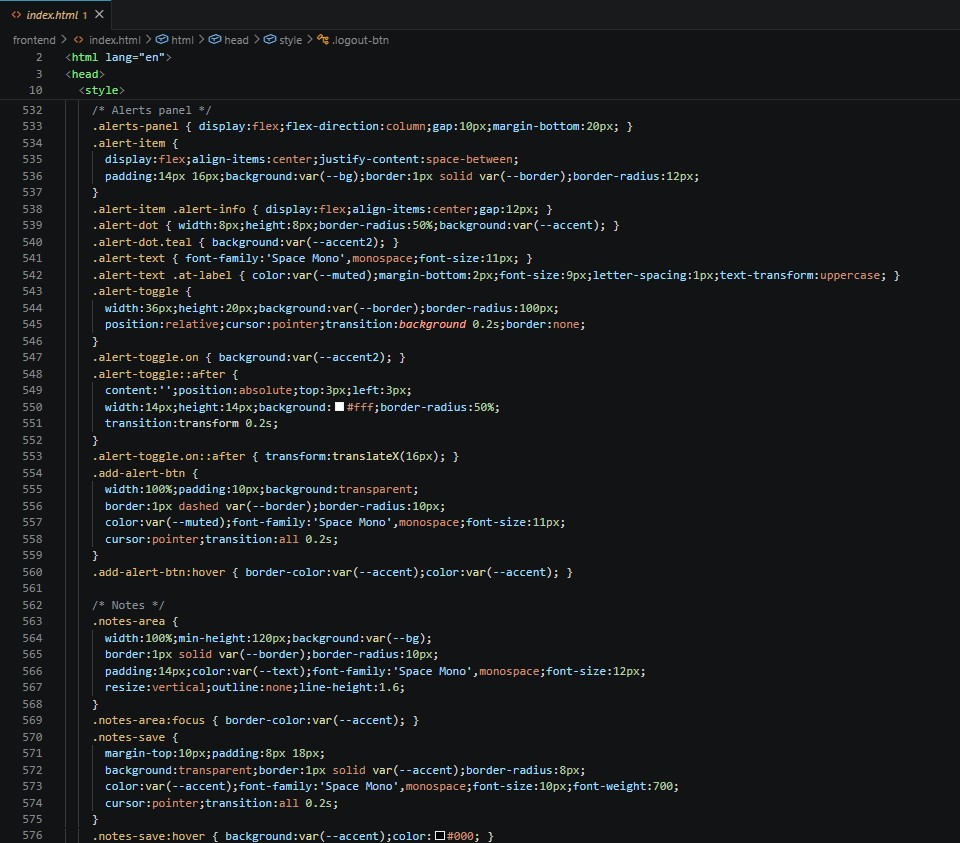 index.html 1
frontend > index.html > html > head > style > .logout-btn
2 <html lang="en">
3 <head>
10 <style>
532 /* Alerts panel */
533 .alerts-panel { display:flex;flex-direction:column;gap:10px;margin-bottom:20px; }
534 .alert-item {
535 display:flex;align-items:center;justify-content:space-between;
536 padding:14px 16px;background:var(--bg);border:1px solid var(--border);border-radius:12px;
537 }
538 .alert-item .alert-info { display:flex;align-items:center;gap:12px; }
539 .alert-dot { width:8px;height:8px;border-radius:50%;background:var(--accent); }
540 .alert-dot.teal { background:var(--accent2); }
541 .alert-text { font-family:'Space Mono',monospace;font-size:11px; }
542 .alert-text .at-label { color:var(--muted);margin-bottom:2px;font-size:9px;letter-spacing:1px;text-transform:uppercase; }
543 .alert-toggle {
544 width:36px;height:20px;background:var(--border);border-radius:100px;
545 position:relative;cursor:pointer;transition:background 0.2s;border:none;
546 }
547 .alert-toggle.on { background:var(--accent2); }
548 .alert-toggle::after {
549 content:'';position:absolute;top:3px;left:3px;
550 width:14px;height:14px;background:#fff;border-radius:50%;
551 transition:transform 0.2s;
552 }
553 .alert-toggle.on::after { transform:translateX(16px); }
554 .add-alert-btn {
555 width:100%;padding:10px;background:transparent;
556 border:1px dashed var(--border);border-radius:10px;
557 color:var(--muted);font-family:'Space Mono',monospace;font-size:11px;
558 cursor:pointer;transition:all 0.2s;
559 }
560 .add-alert-btn:hover { border-color:var(--accent);color:var(--accent); }
561
562 /* Notes */
563 .notes-area {
564 width:100%;min-height:120px;background:var(--bg);
565 border:1px solid var(--border);border-radius:10px;
566 padding:14px;color:var(--text);font-family:'Space Mono',monospace;font-size:12px;
567 resize:vertical;outline:none;line-height:1.6;
568 }
569 .notes-area:focus { border-color:var(--accent); }
570 .notes-save {
571 margin-top:10px;padding:8px 18px;
572 background:transparent;border:1px solid var(--accent);border-radius:8px;
573 color:var(--accent);font-family:'Space Mono',monospace;font-size:10px;font-weight:700;
574 cursor:pointer;transition:all 0.2s;
575 }
576 .notes-save:hover { background:var(--accent);color:#000; }